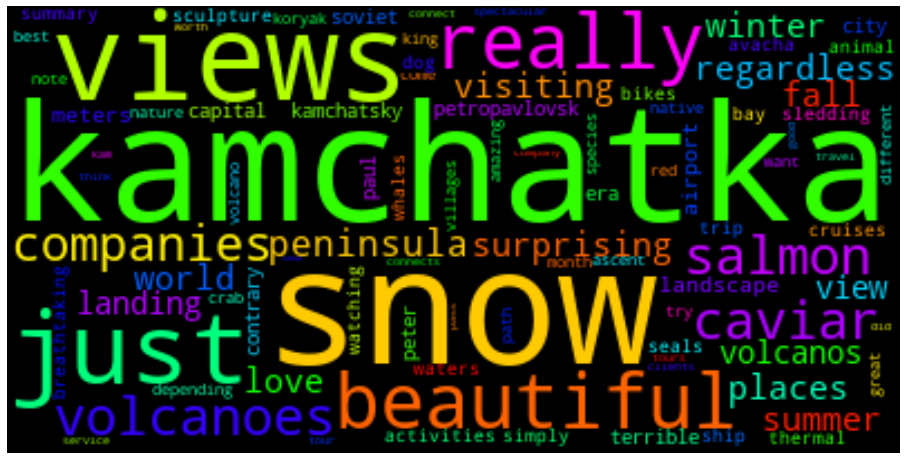 summary
sculpture
koryak
soviet
connect
spectacular
worth
best
views
king
really
winter
city
avacha
animal
dog
come
note
visiting
regardless
bikes
fall
meters
nature
capital
kamchatsky
petropavlovsk
native
bay
sledding
different
kamchatka
kam
think
volcano
paul
whales
villages
amazing
company
species
era
red
airport
want
good
travel
companies
peninsula
surprising
trip
cruises
world
connects
month
ascent
salmon
landing
crab
contrary
breathtaking
snow
watching
peter
path
landscape
view
try
caviar
just
waters
seals
tours
clients
volcanos
great
depending
love
beautiful
places
volcanoes
summer
service
tour
activities
simply
terrible
ship
thermal